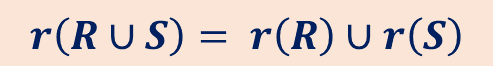 r(R ∪ S) = r(R) ∪ r(S)